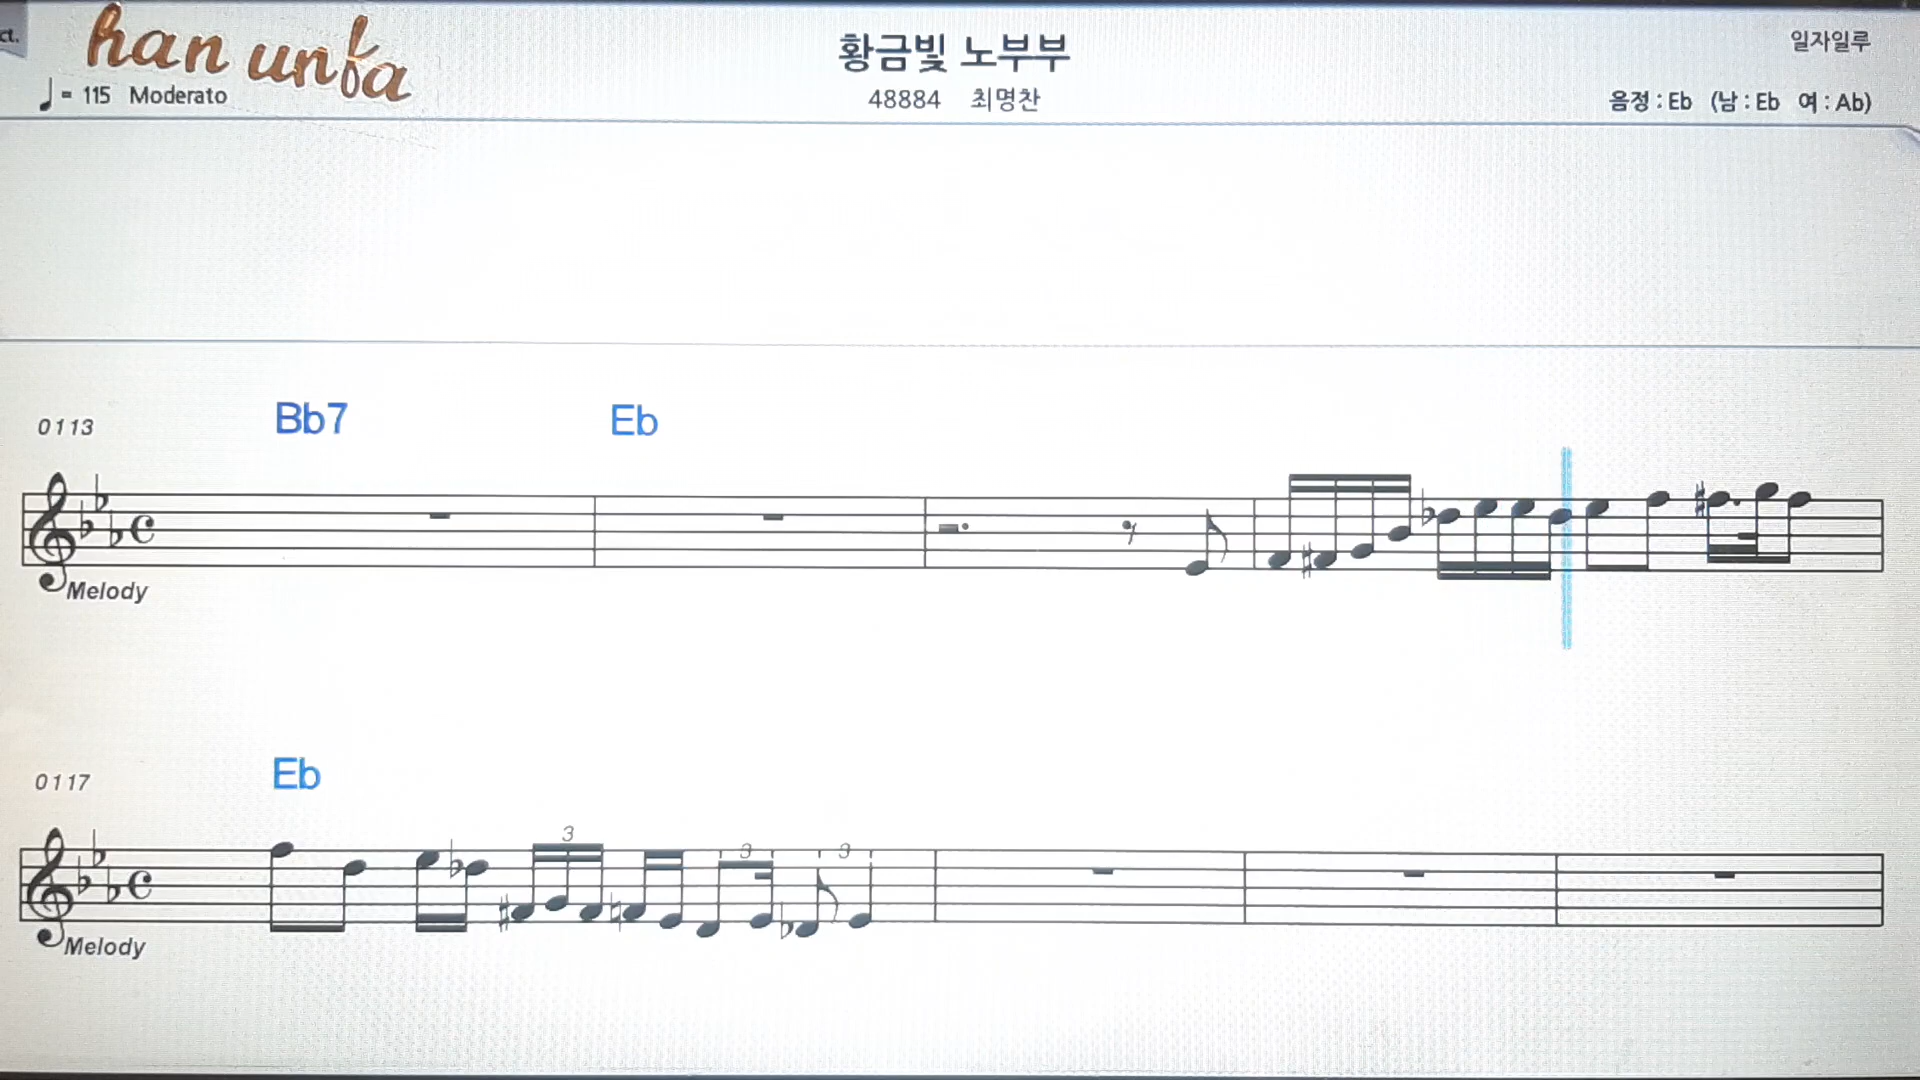 ct.
han unfa
황금빛 노부부
일자일루
♩= 115 Moderato
48884 최명찬
음정 : Eb (남 : Eb 여 : Ab)
0113 Bb7 Eb
Melody
0117 Eb
3 3 3
Melody